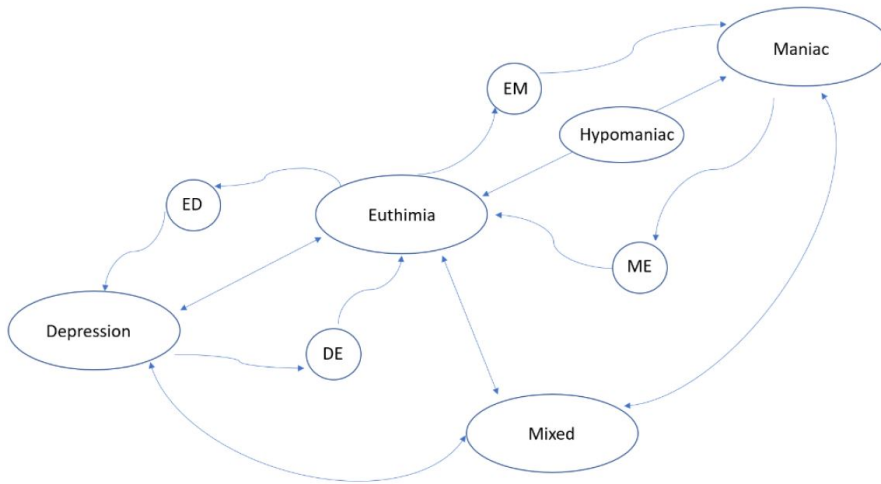 Maniac
EM
Hypomaniac
ED
Euthimia
ME
Depression
DE
Mixed